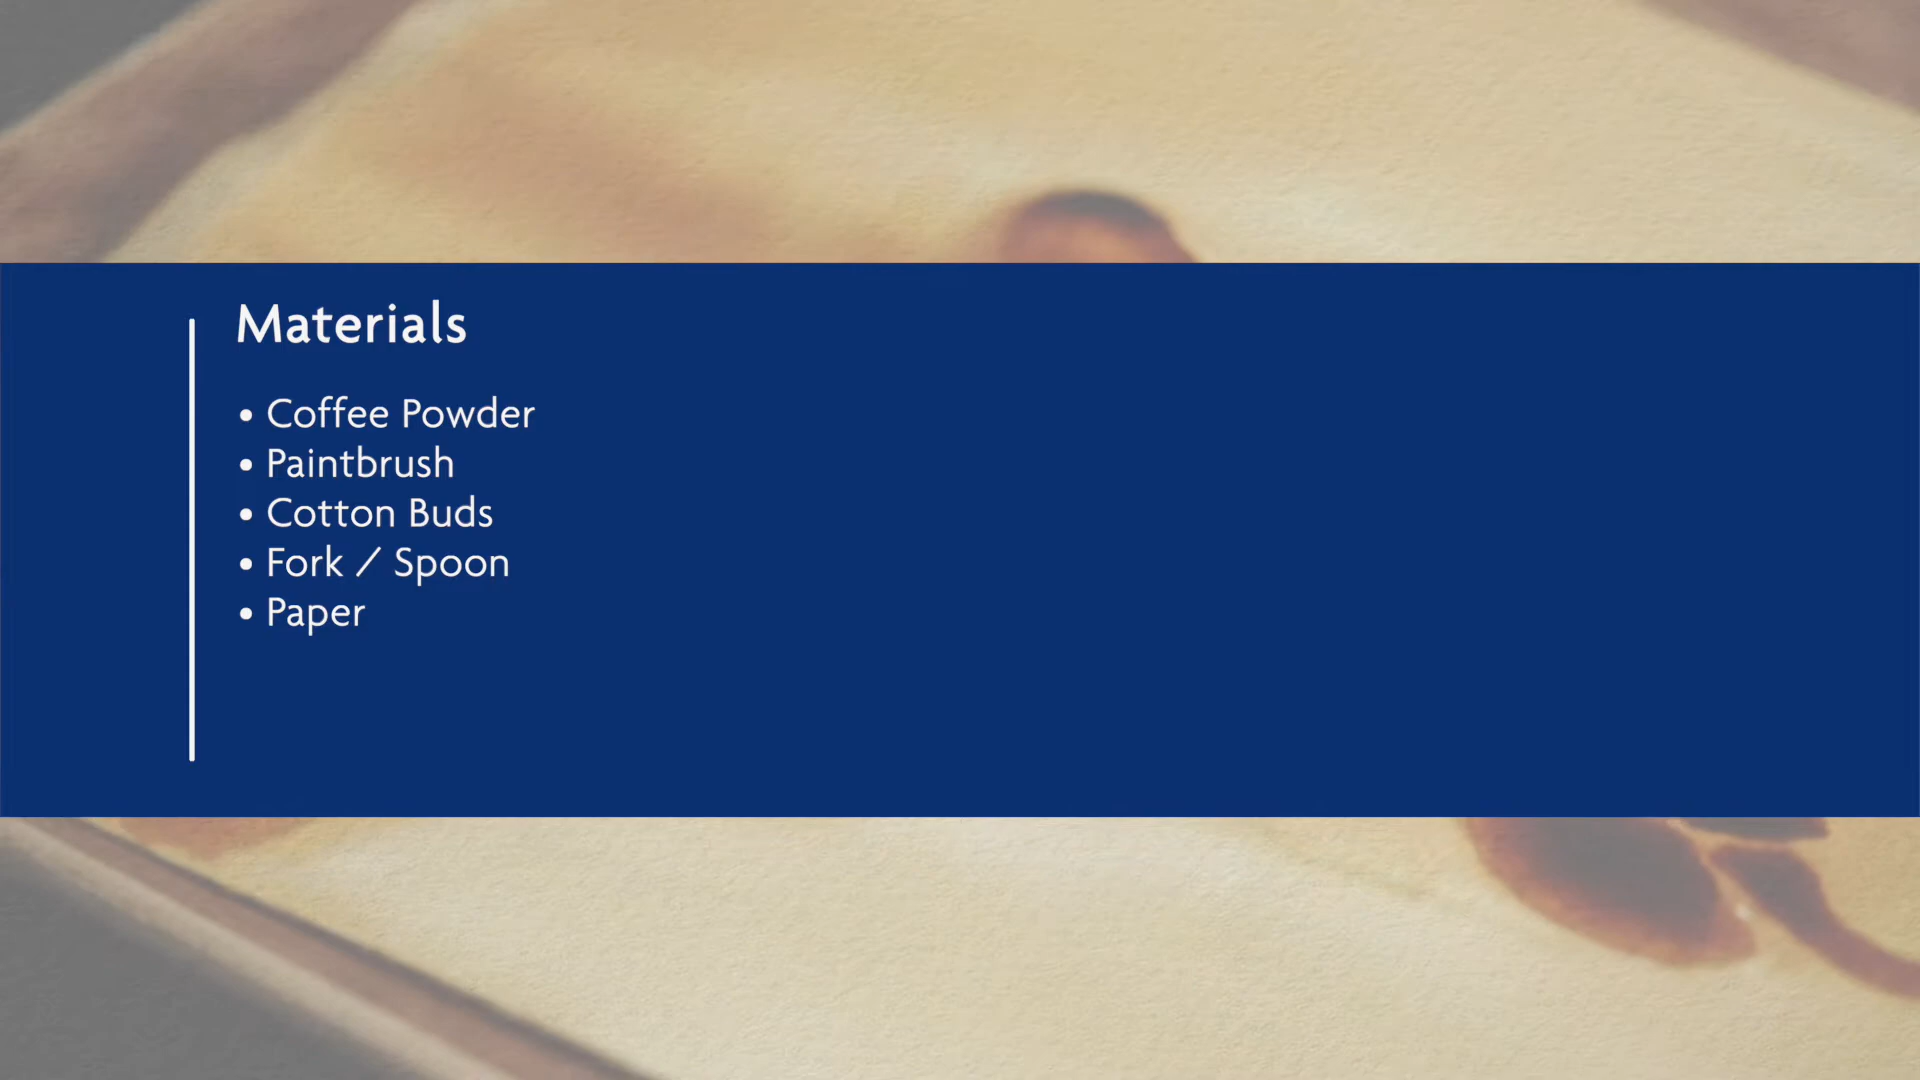 Materials
• Coffee Powder
• Paintbrush
• Cotton Buds
• Fork / Spoon
• Paper